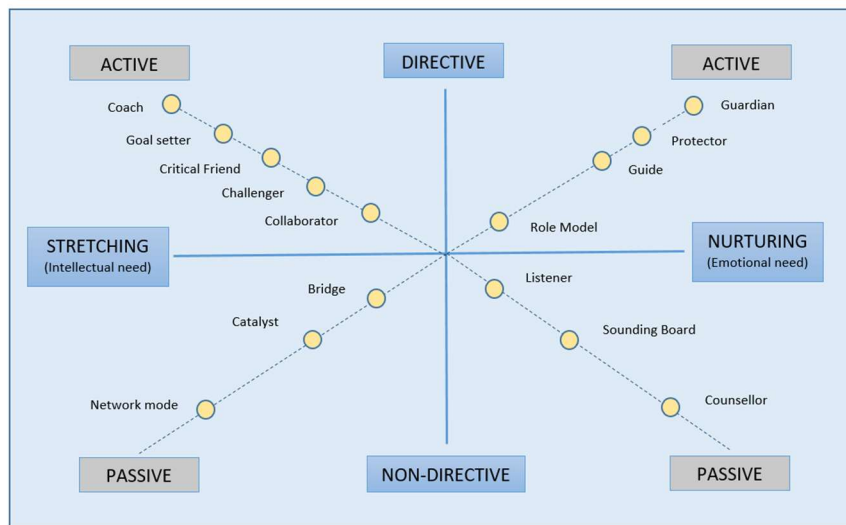 ACTIVE
DIRECTIVE
ACTIVE
Coach
Guardian
Goal setter
Protector
Critical Friend
Guide
Challenger
Collaborator
Role Model
STRETCHING
(Intellectual need)
NURTURING
(Emotional need)
Bridge
Listener
Catalyst
Sounding Board
Network mode
Counsellor
PASSIVE
NON-DIRECTIVE
PASSIVE